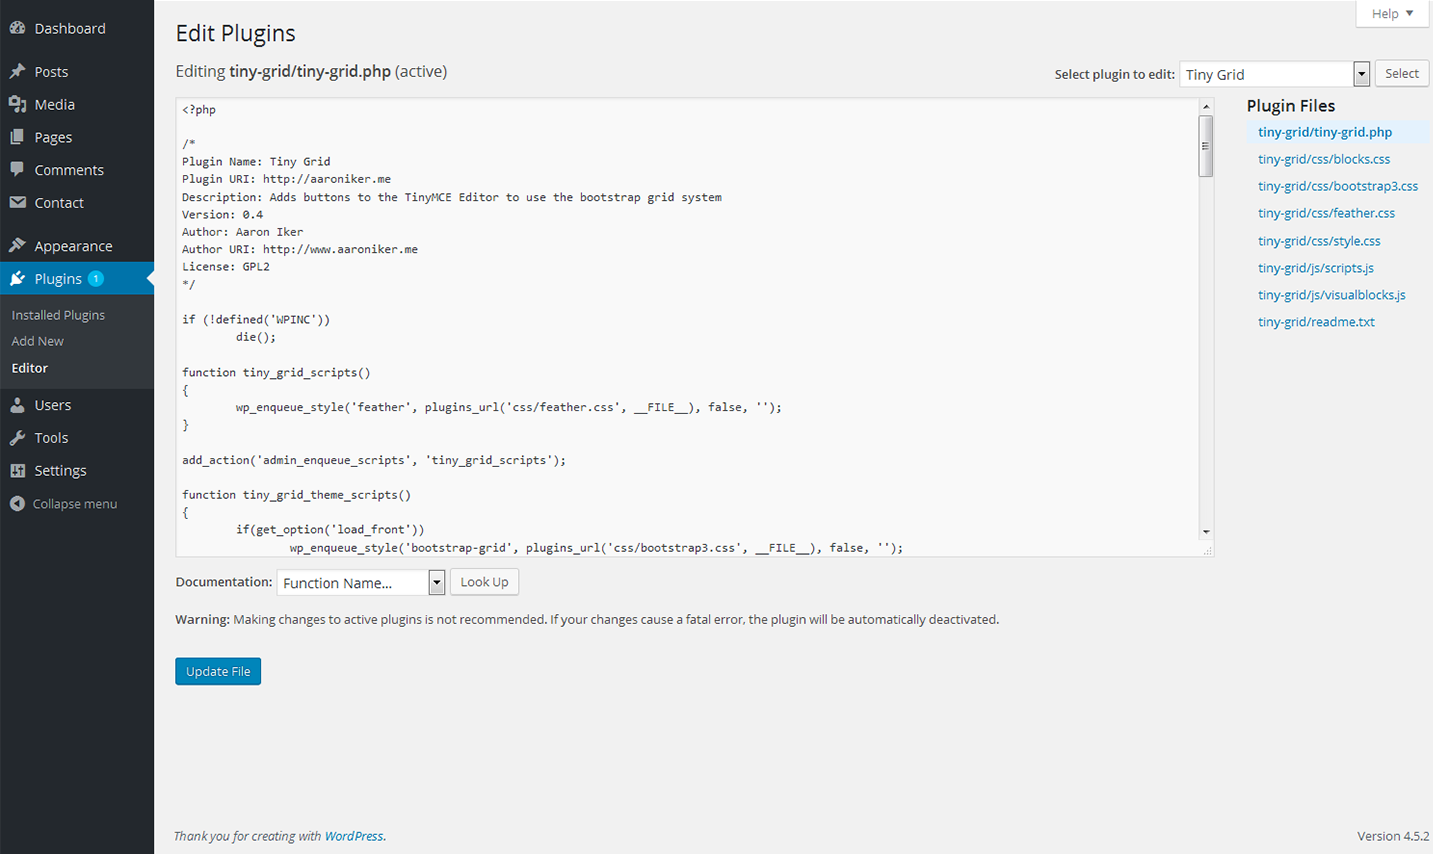 Dashboard
Posts
Media
Pages
Comments
Contact
Appearance
Plugins 1
Installed Plugins
Add New
Editor
Users
Tools
Settings
Collapse menu
Help
Edit Plugins
Editing tiny-grid/tiny-grid.php (active)
Select plugin to edit: Tiny Grid Select
<?php
/*
Plugin Name: Tiny Grid
Plugin URI: http://aaroniker.me
Description: Adds buttons to the TinyMCE Editor to use the bootstrap grid system
Version: 0.4
Author: Aaron Iker
Author URI: http://www.aaroniker.me
License: GPL2
*/
if (!defined('WPINC'))
die();
function tiny_grid_scripts()
{
wp_enqueue_style('feather', plugins_url('css/feather.css', __FILE__), false, '');
}
add_action('admin_enqueue_scripts', 'tiny_grid_scripts');
function tiny_grid_theme_scripts()
{
if(get_option('load_front'))
wp_enqueue_style('bootstrap-grid', plugins_url('css/bootstrap3.css', __FILE__), false, '');
Plugin Files
tiny-grid/tiny-grid.php
tiny-grid/css/blocks.css
tiny-grid/css/bootstrap3.css
tiny-grid/css/feather.css
tiny-grid/css/style.css
tiny-grid/js/scripts.js
tiny-grid/js/visualblocks.js
tiny-grid/readme.txt
Documentation: Function Name... Look Up
Warning: Making changes to active plugins is not recommended. If your changes cause a fatal error, the plugin will be automatically deactivated.
Update File
Thank you for creating with WordPress.
Version 4.5.2